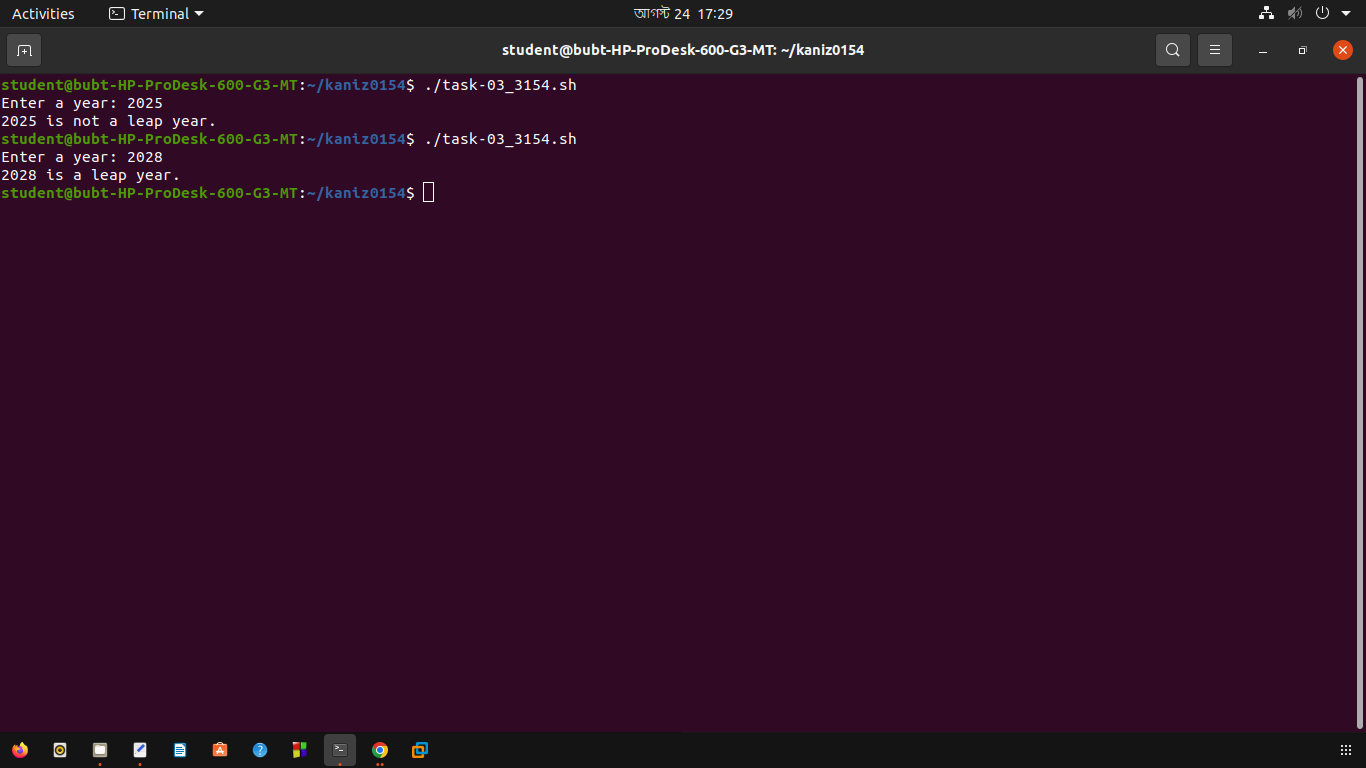 Activities
Terminal
আগস্ট 24 17:29
student@bubt-HP-ProDesk-600-G3-MT: ~/kaniz0154
student@bubt-HP-ProDesk-600-G3-MT:~/kaniz0154$ ./task-03_3154.sh
Enter a year: 2025
2025 is not a leap year.
student@bubt-HP-ProDesk-600-G3-MT:~/kaniz0154$ ./task-03_3154.sh
Enter a year: 2028
2028 is a leap year.
student@bubt-HP-ProDesk-600-G3-MT:~/kaniz0154$